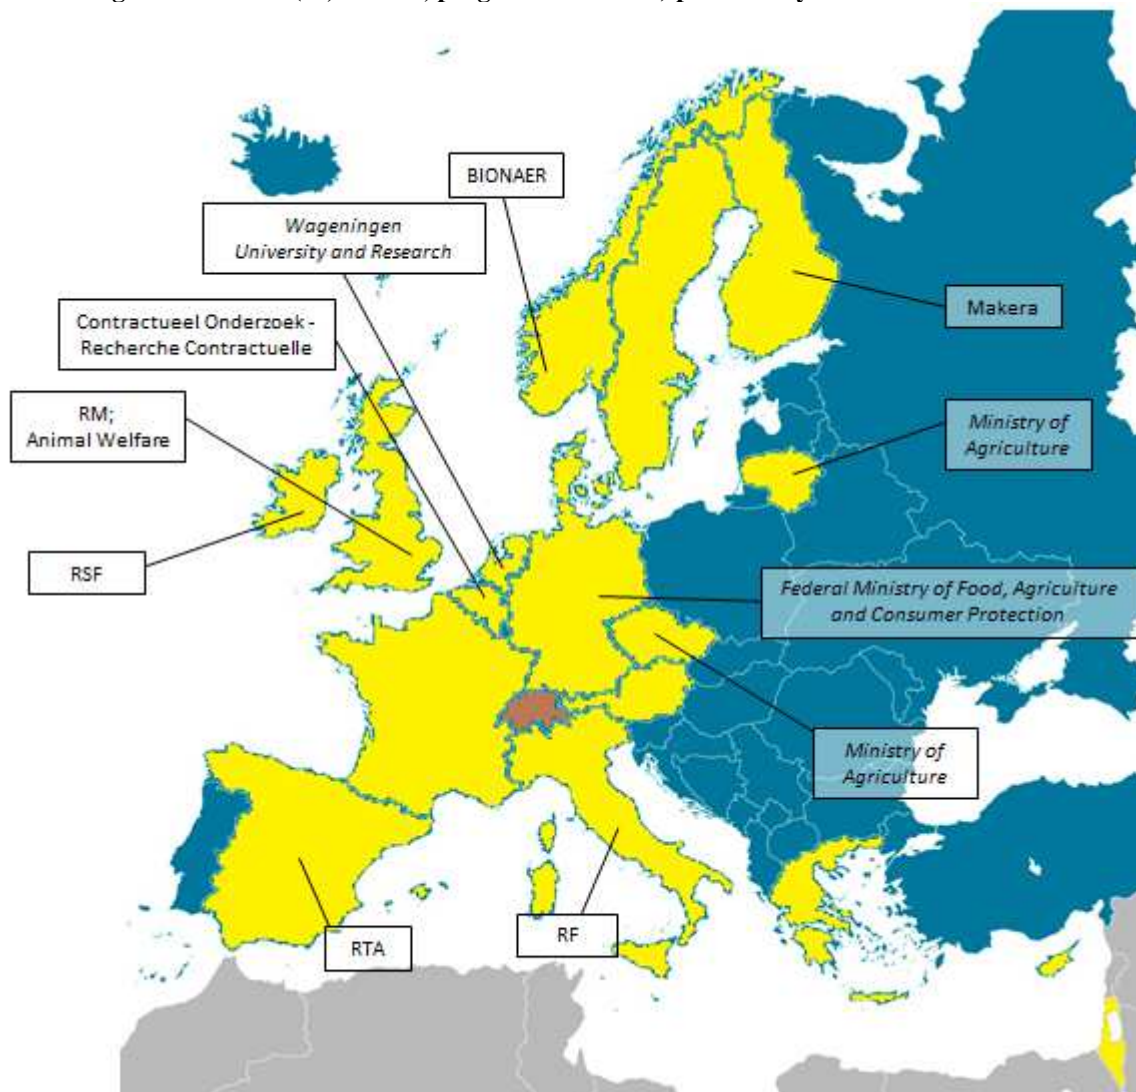 BIONAER
Wageningen
University and Research
Contractueel Onderzoek -
Recherche Contractuelle
Makera
RM;
Animal Welfare
Ministry of
Agriculture
RSF
Federal Ministry of Food, Agriculture
and Consumer Protection
Ministry of
Agriculture
RF
RTA